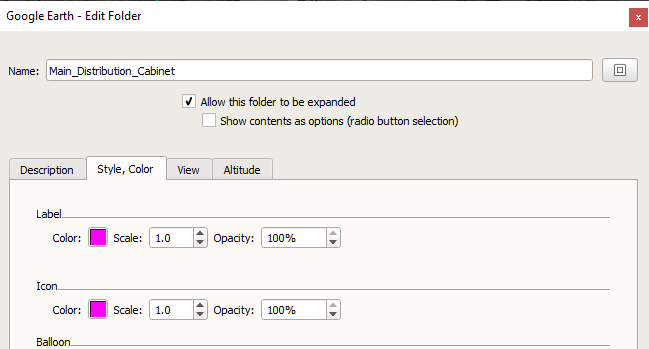 Google Earth - Edit Folder
Name: Main_Distribution_Cabinet
Allow this folder to be expanded
Show contents as options (radio button selection)
Description Style, Color View Altitude
Label
Color: Scale: 1.0 Opacity: 100%
Icon
Color: Scale: 1.0 Opacity: 100%
Balloon